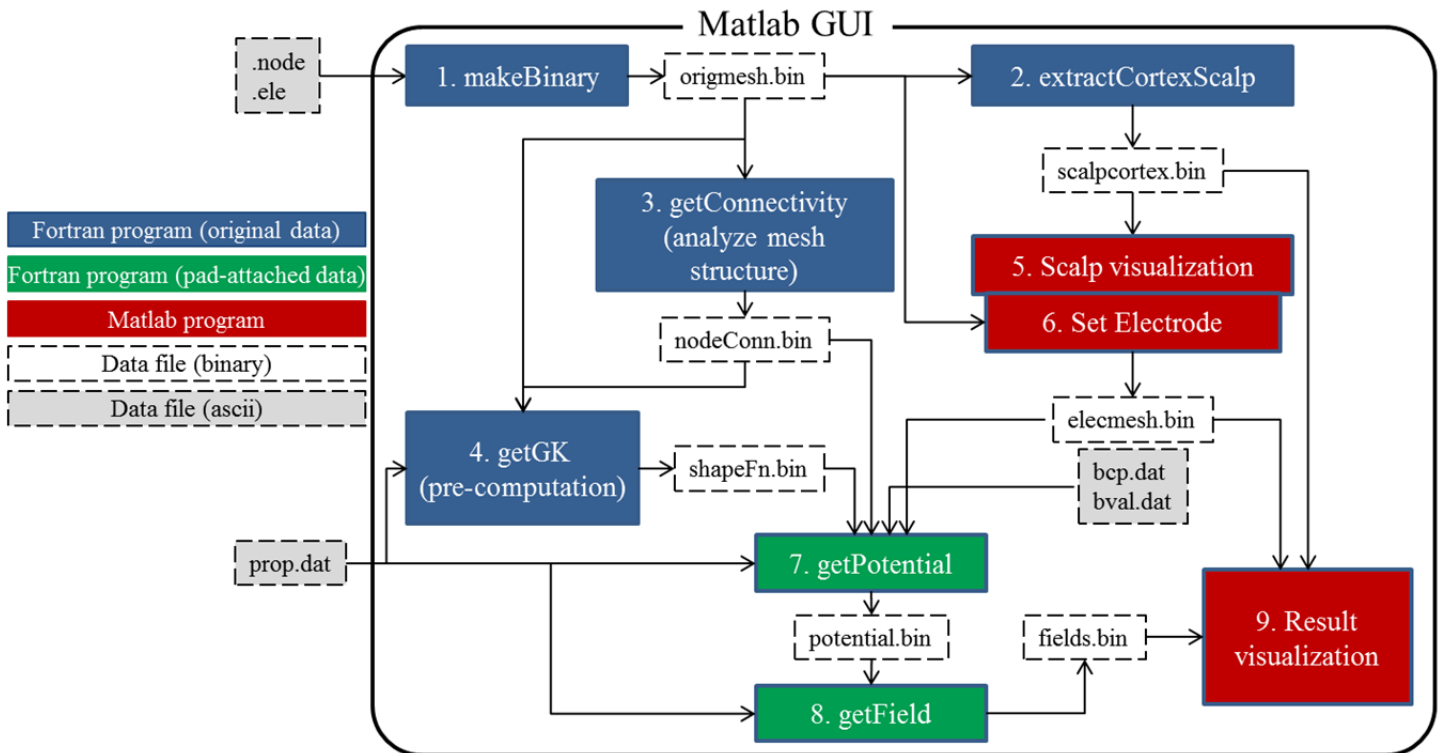 Matlab GUI
.node
.ele
1. makeBinary
origmesh.bin
2. extractCortexScalp
scalpcortex.bin
3. getConnectivity
(analyze mesh
structure)
Fortran program (original data)
Fortran program (pad-attached data)
Matlab program
Data file (binary)
Data file (ascii)
5. Scalp visualization
6. Set Electrode
nodeConn.bin
elecmesh.bin
4. getGK
(pre-computation)
shapeFn.bin
bcp.dat
bval.dat
prop.dat
7. getPotential
potential.bin
fields.bin
9. Result
visualization
8. getField